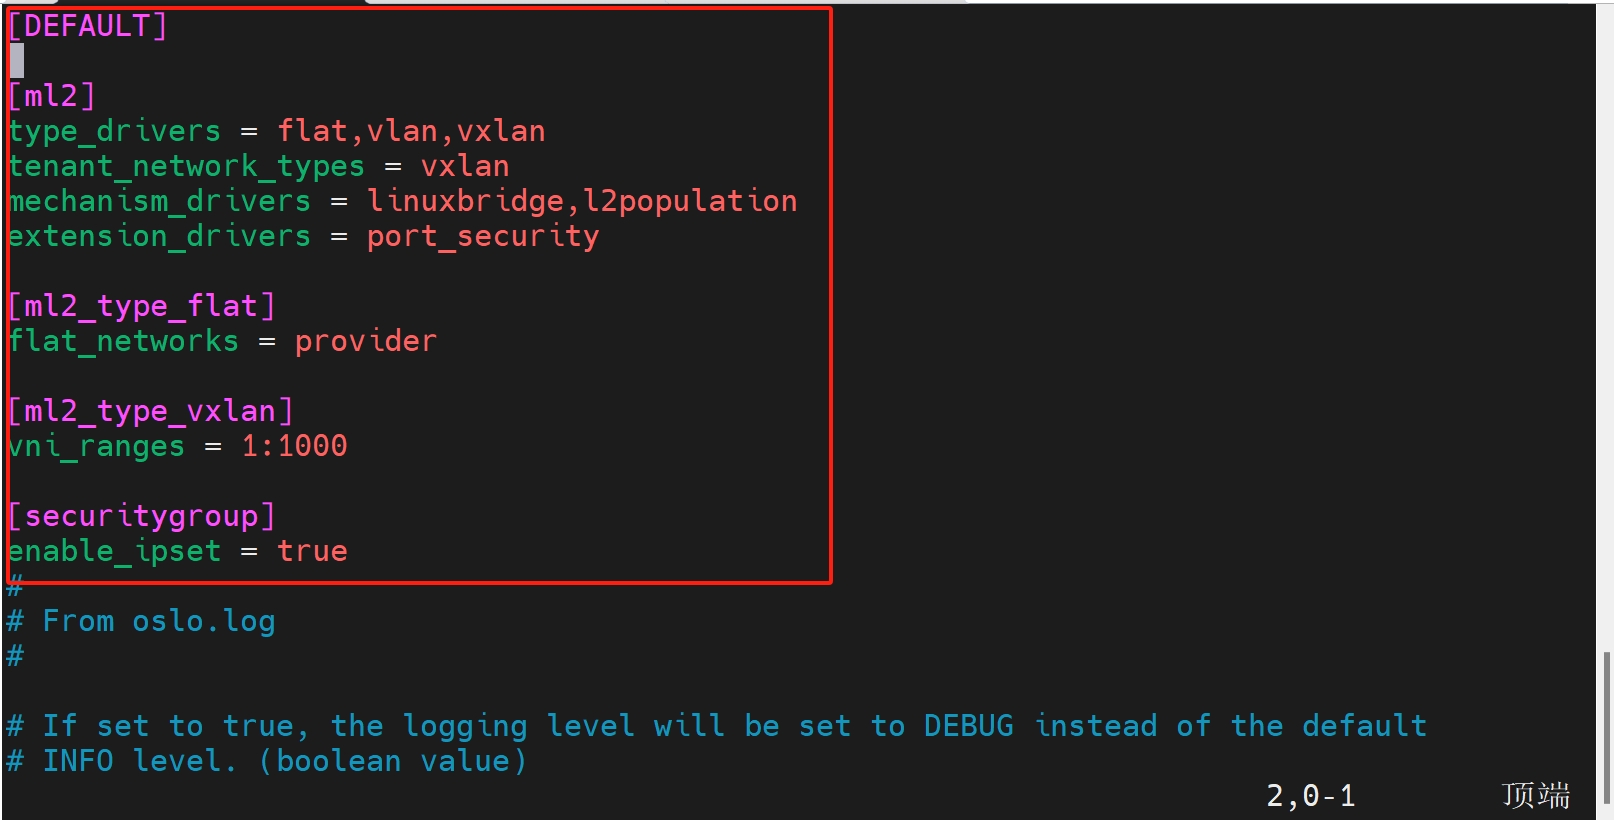 [DEFAULT]
[ml2]
type_drivers = flat,vlan,vxlan
tenant_network_types = vxlan
mechanism_drivers = linuxbridge,l2population
extension_drivers = port_security
[ml2_type_flat]
flat_networks = provider
[ml2_type_vxlan]
vni_ranges = 1:1000
[securitygroup]
enable_ipset = true
#
# From oslo.log
#
# If set to true, the logging level will be set to DEBUG instead of the default
# INFO level. (boolean value)
2,0-1 顶端